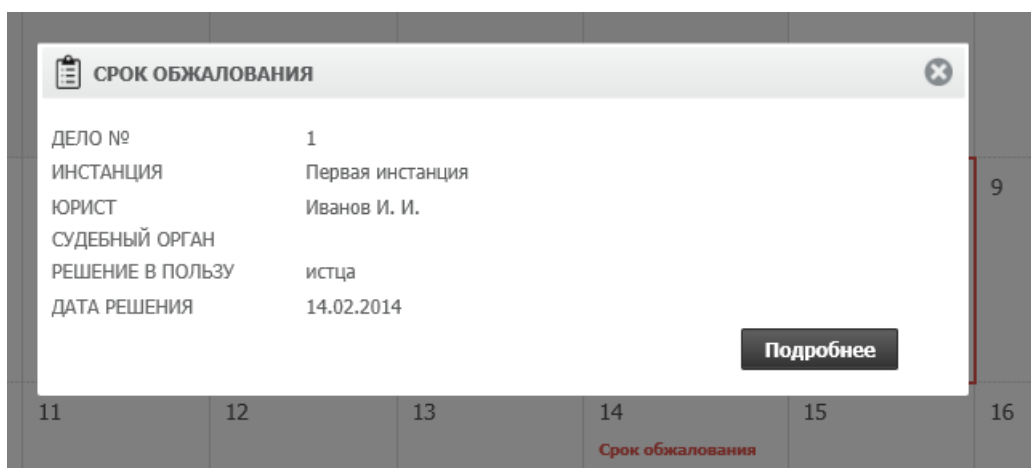 СРОК ОБЖАЛОВАНИЯ
ДЕЛО № 1
ИНСТАНЦИЯ Первая инстанция
ЮРИСТ Иванов И. И.
СУДЕБНЫЙ ОРГАН
РЕШЕНИЕ В ПОЛЬЗУ истца
ДАТА РЕШЕНИЯ 14.02.2014
Подробнее
9
11 12 13 14 15 16
Срок обжалования